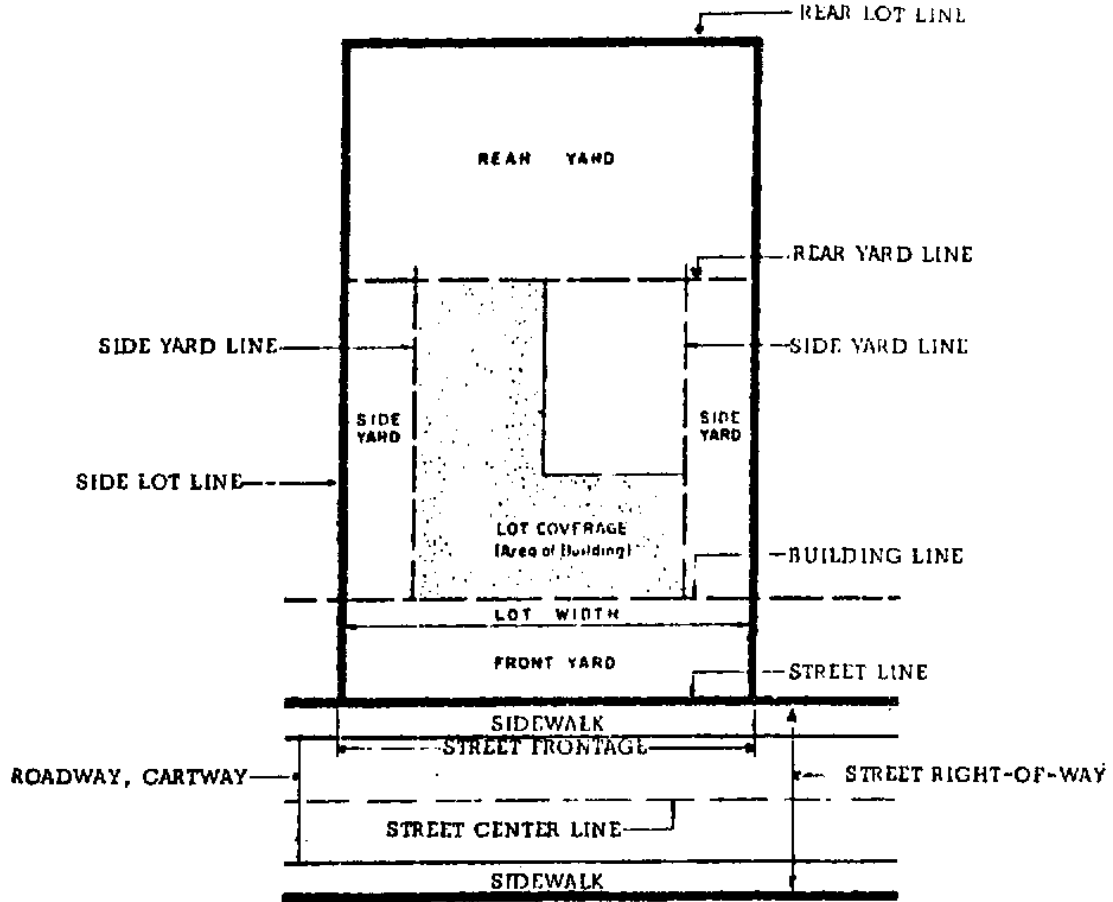 REAR LOT LINE
REAR YARD
REAR YARD LINE
SIDE YARD LINE
SIDE YARD LINE
SIDE
YARD
SIDE
YARD
SIDE LOT LINE
LOT COVERAGE
(Area of Building)
BUILDING LINE
LOT WIDTH
FRONT YARD
STREET LINE
SIDEWALK
STREET FRONTAGE
ROADWAY, CARTWAY
STREET RIGHT-OF-WAY
STREET CENTER LINE
SIDEWALK